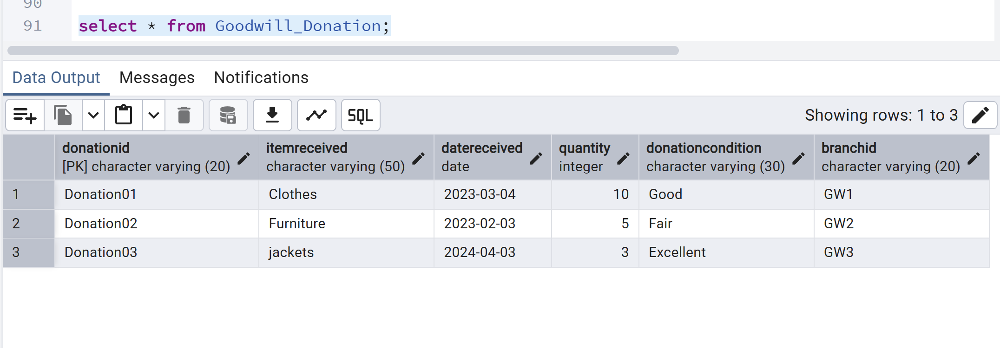 90
91 select * from Goodwill_Donation;
Data Output Messages Notifications
SQL Showing rows: 1 to 3
donationid itemreceived datereceived quantity donationcondition branchid
[PK] character varying (20) character varying (50) date integer character varying (30) character varying (20)
1 Donation01 Clothes 2023-03-04 10 Good GW1
2 Donation02 Furniture 2023-02-03 5 Fair GW2
3 Donation03 jackets 2024-04-03 3 Excellent GW3